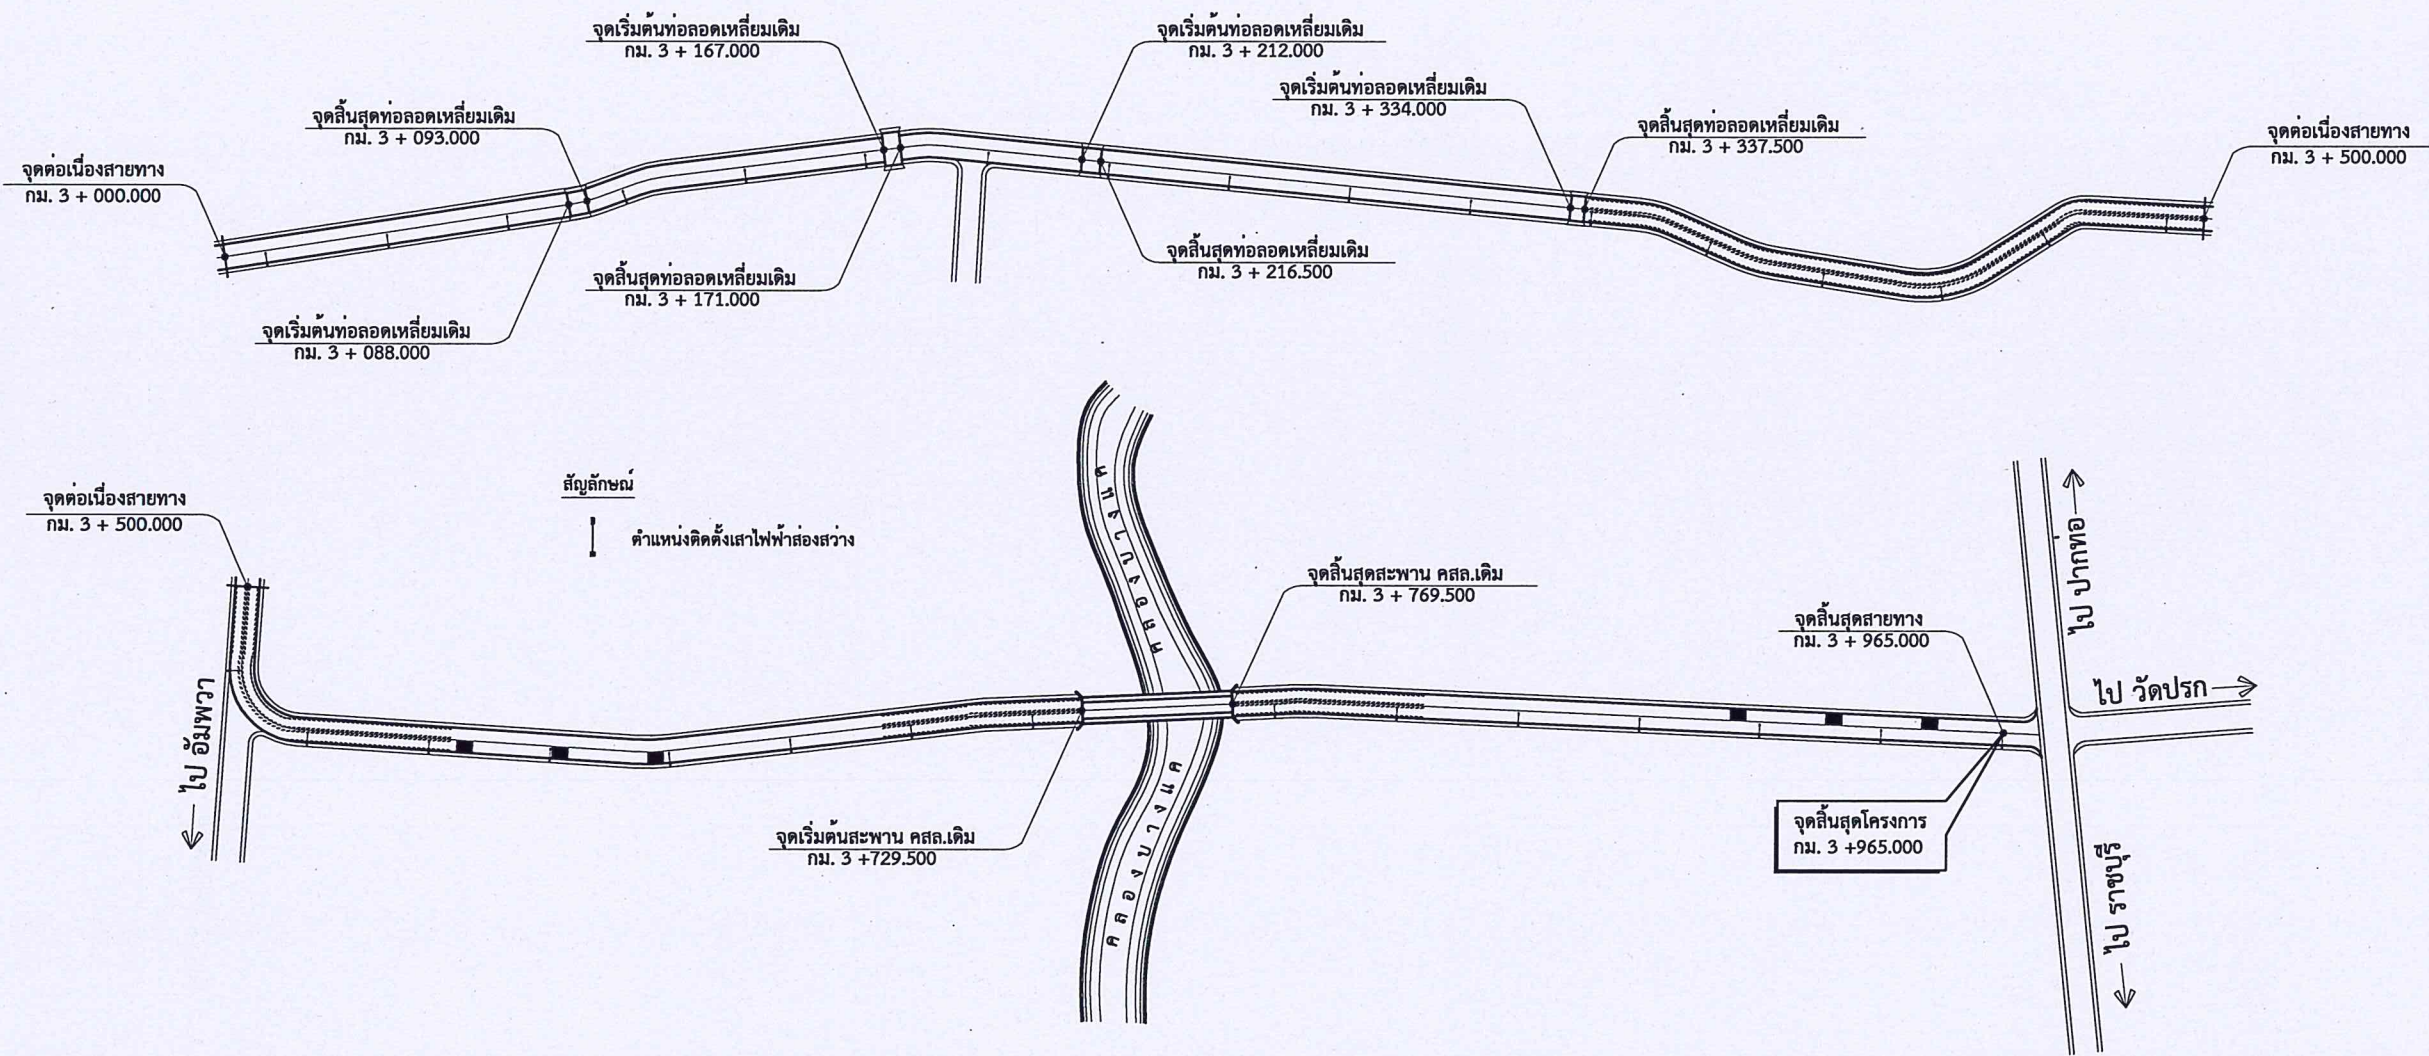 จุดเริ่มต้นท่อลอดเหลี่ยมเดิม
กม. 3 + 167.000
จุดเริ่มต้นท่อลอดเหลี่ยมเดิม
กม. 3 + 212.000
จุดเริ่มต้นท่อลอดเหลี่ยมเดิม
กม. 3 + 334.000
จุดสิ้นสุดท่อลอดเหลี่ยมเดิม
กม. 3 + 093.000
จุดสิ้นสุดท่อลอดเหลี่ยมเดิม
กม. 3 + 337.500
จุดต่อเนื่องสายทาง
กม. 3 + 500.000
จุดต่อเนื่องสายทาง
กม. 3 + 000.000
จุดสิ้นสุดท่อลอดเหลี่ยมเดิม
กม. 3 + 216.500
จุดสิ้นสุดท่อลอดเหลี่ยมเดิม
กม. 3 + 171.000
จุดเริ่มต้นท่อลอดเหลี่ยมเดิม
กม. 3 + 088.000
สัญลักษณ์
ตำแหน่งติดตั้งเสาไฟฟ้าส่องสว่าง
จุดต่อเนื่องสายทาง
กม. 3 + 500.000
คลองบางแค
จุดสิ้นสุดสะพาน คสล.เดิม
กม. 3 + 769.500
จุดสิ้นสุดสายทาง
กม. 3 + 965.000
ไป ปากท่อ
ไป วัดปรก
ไป อัมพวา
จุดเริ่มต้นสะพาน คสล.เดิม
กม. 3 +729.500
คลองบางแค
จุดสิ้นสุดโครงการ
กม. 3 +965.000
ไป ราชบุรี